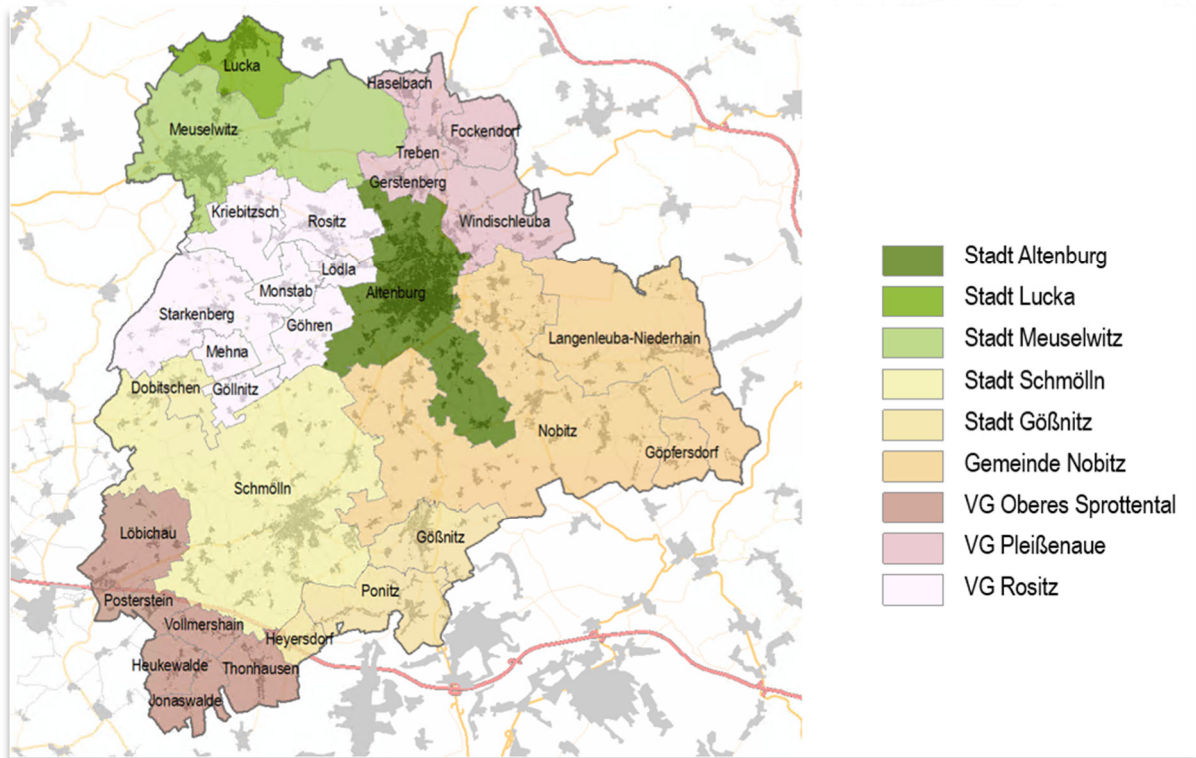 Lucka
Haselbach
Meuselwitz
Fockendorf
Treben
Gerstenberg
Kriebitzsch
Rositz
Windischleuba
Lödla
Monstab
Altenburg
Starkenberg
Göhren
Langenleuba-Niederhain
Mehna
Dobitschen
Göllnitz
Nobitz
Göpfersdorf
Schmölln
Löbichau
Gößnitz
Ponitz
Posterstein
Vollmershain
Heyersdorf
Heukewalde
Thonhausen
Jonaswalde
Stadt Altenburg
Stadt Lucka
Stadt Meuselwitz
Stadt Schmölln
Stadt Gößnitz
Gemeinde Nobitz
VG Oberes Sprottental
VG Pleißenaue
VG Rositz